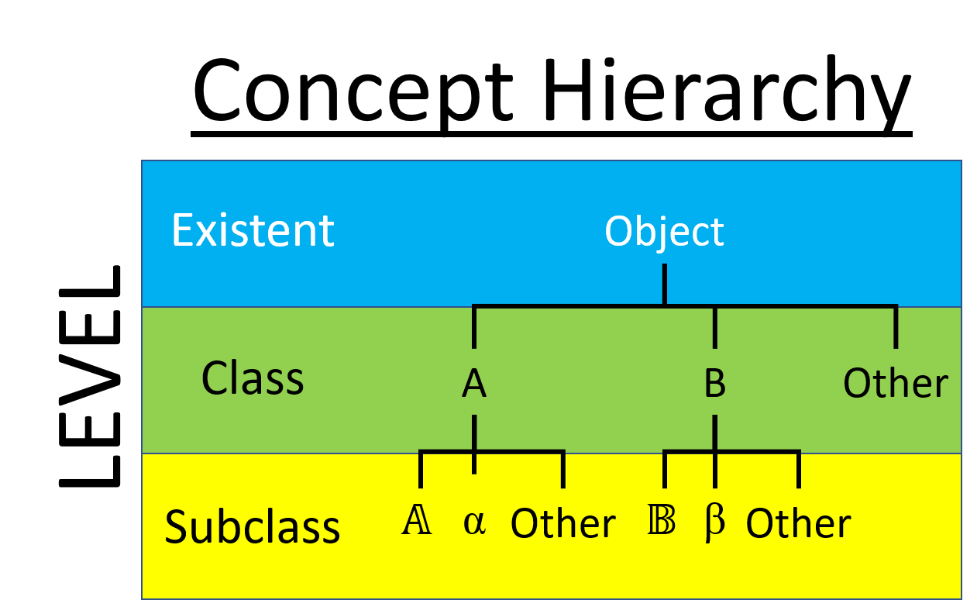 Concept Hierarchy
LEVEL
Existent Object
Class A B Other
Subclass 𝔸 α Other 𝔹 β Other